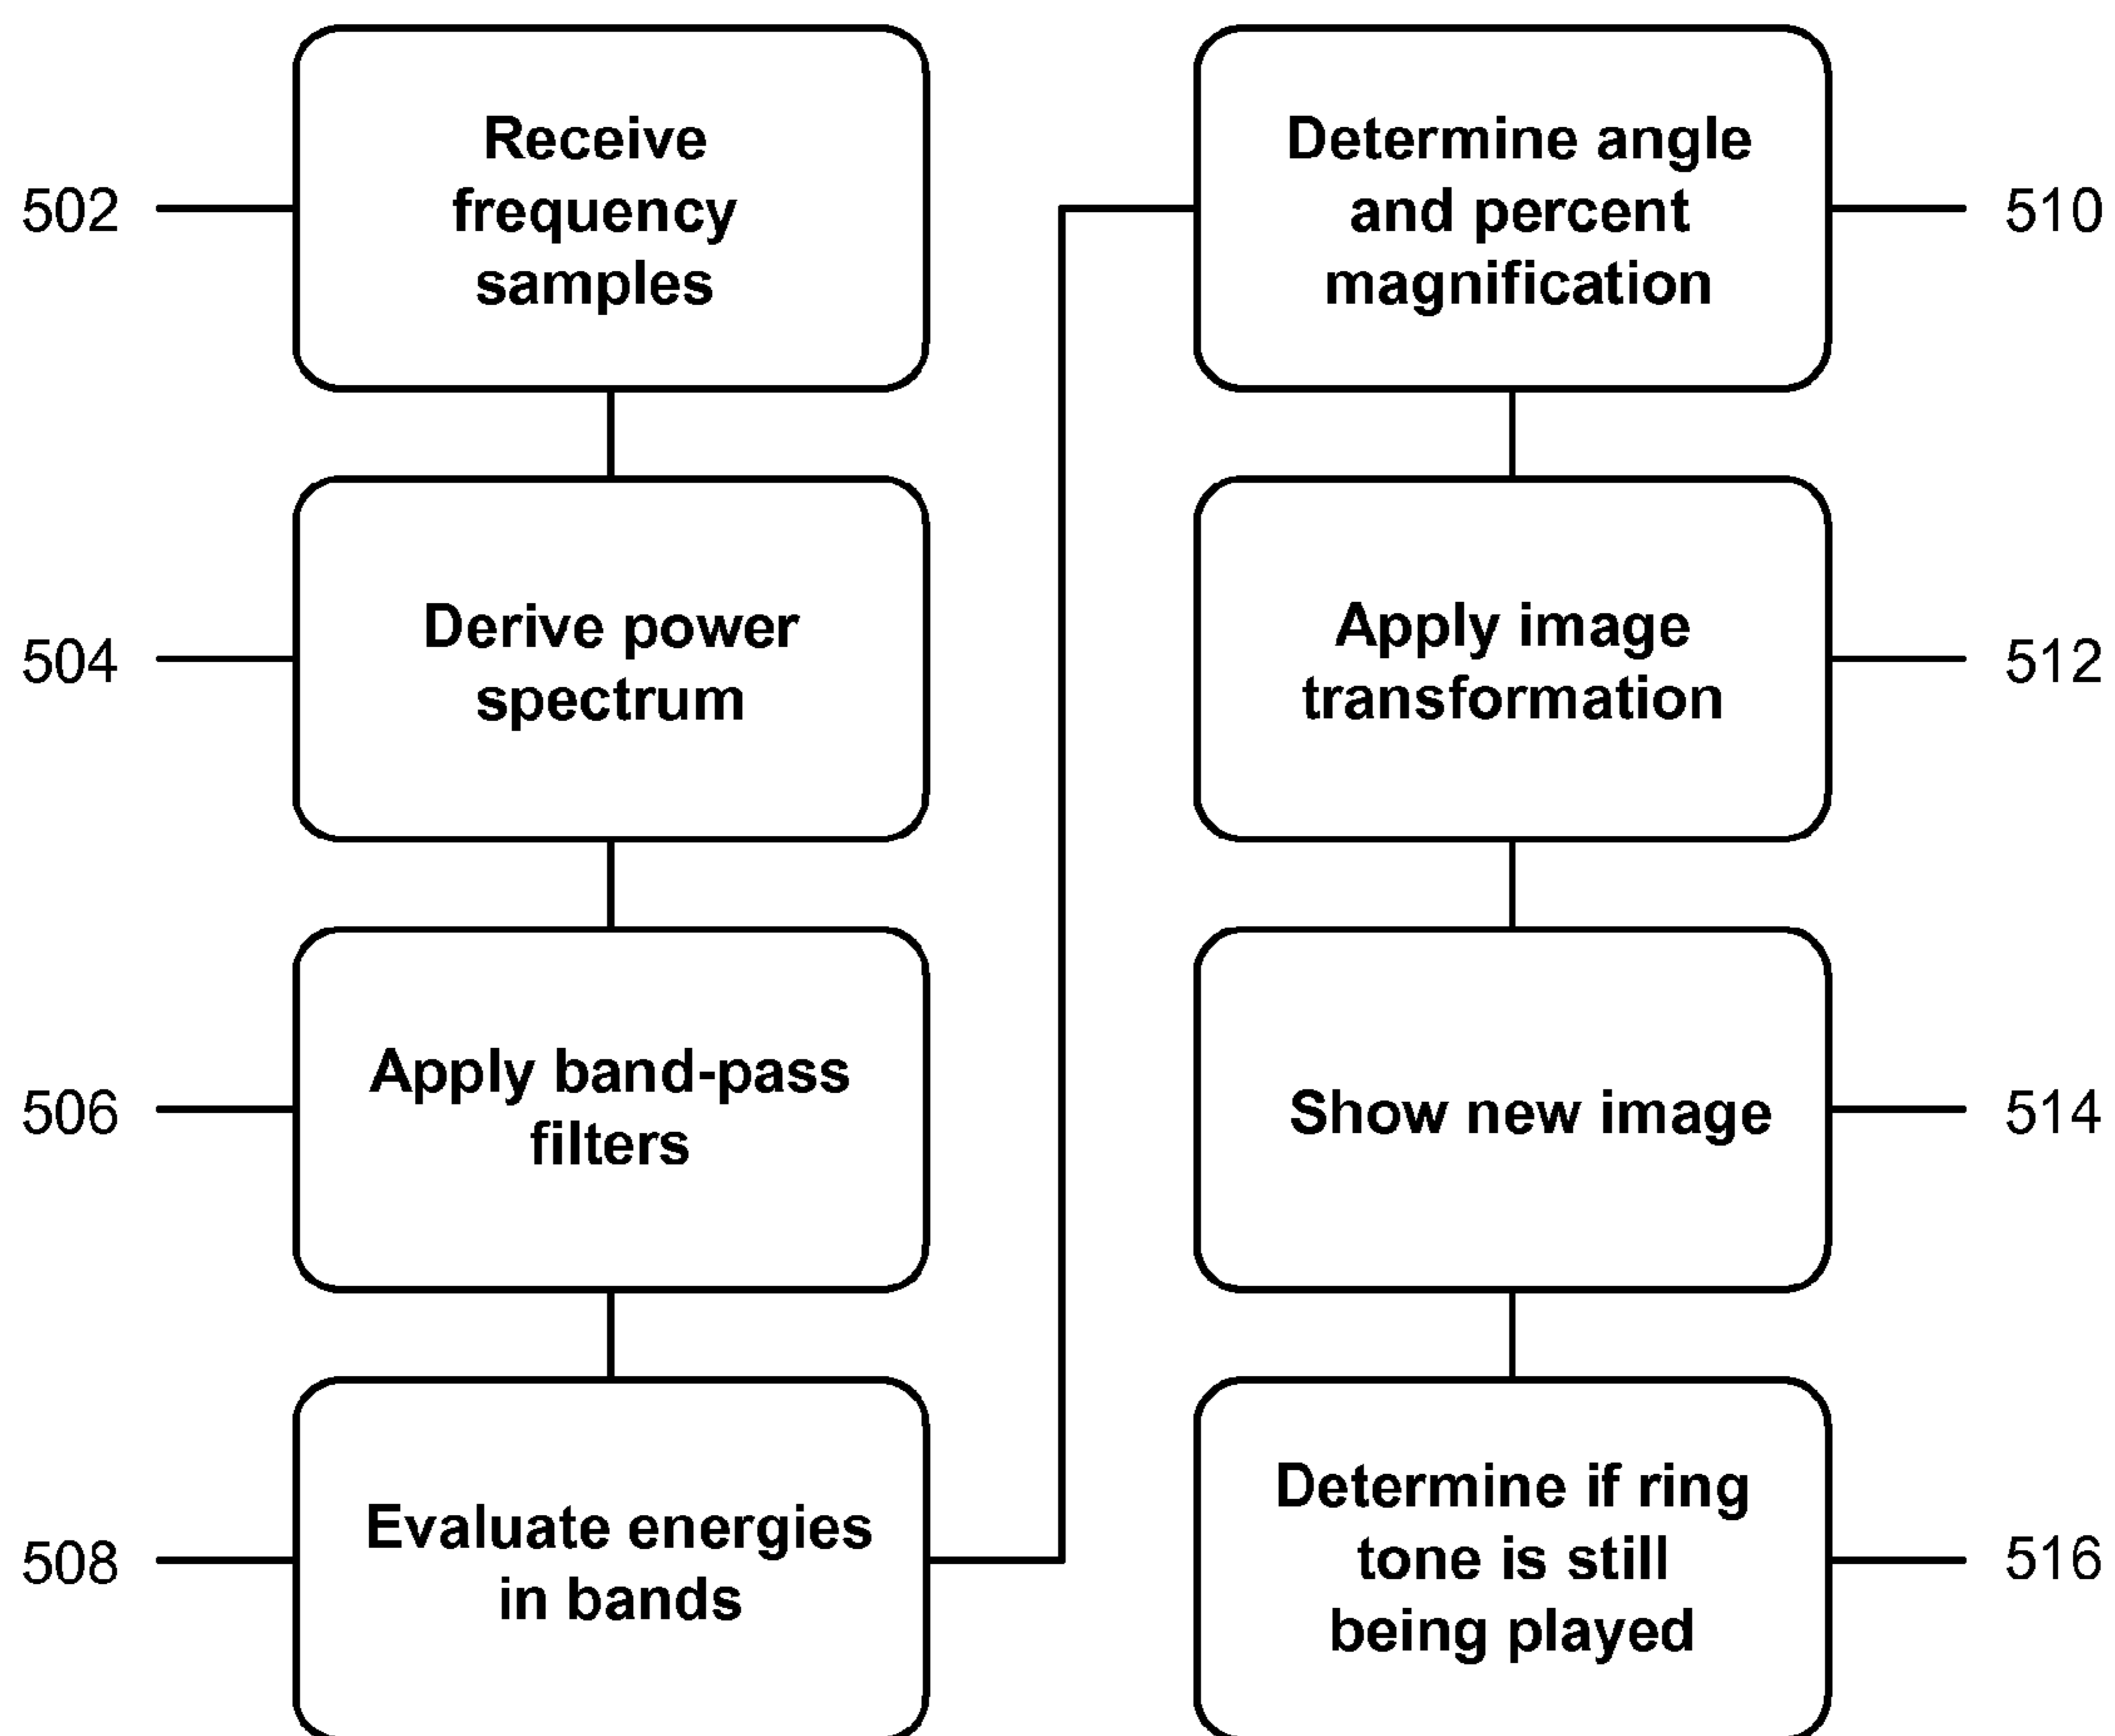 502
Receive
frequency
samples
504
Derive power
spectrum
506
Apply band-pass
filters
508
Evaluate energies
in bands
Determine angle
and percent
magnification
510
Apply image
transformation
512
Show new image
514
Determine if ring
tone is still
being played
516